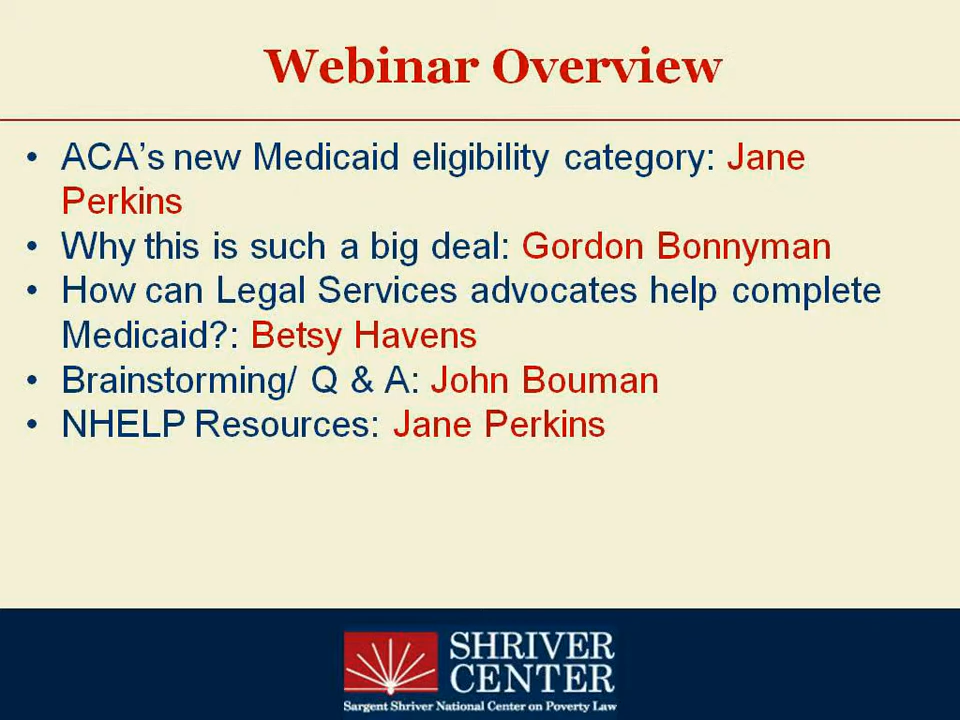 Webinar Overview
• ACA's new Medicaid eligibility category: Jane
Perkins
• Why this is such a big deal: Gordon Bonnyman
• How can Legal Services advocates help complete
Medicaid?: Betsy Havens
• Brainstorming/ Q & A: John Bouman
• NHELP Resources: Jane Perkins
SHRIVER
CENTER
Sargent Shriver National Center on Poverty Law